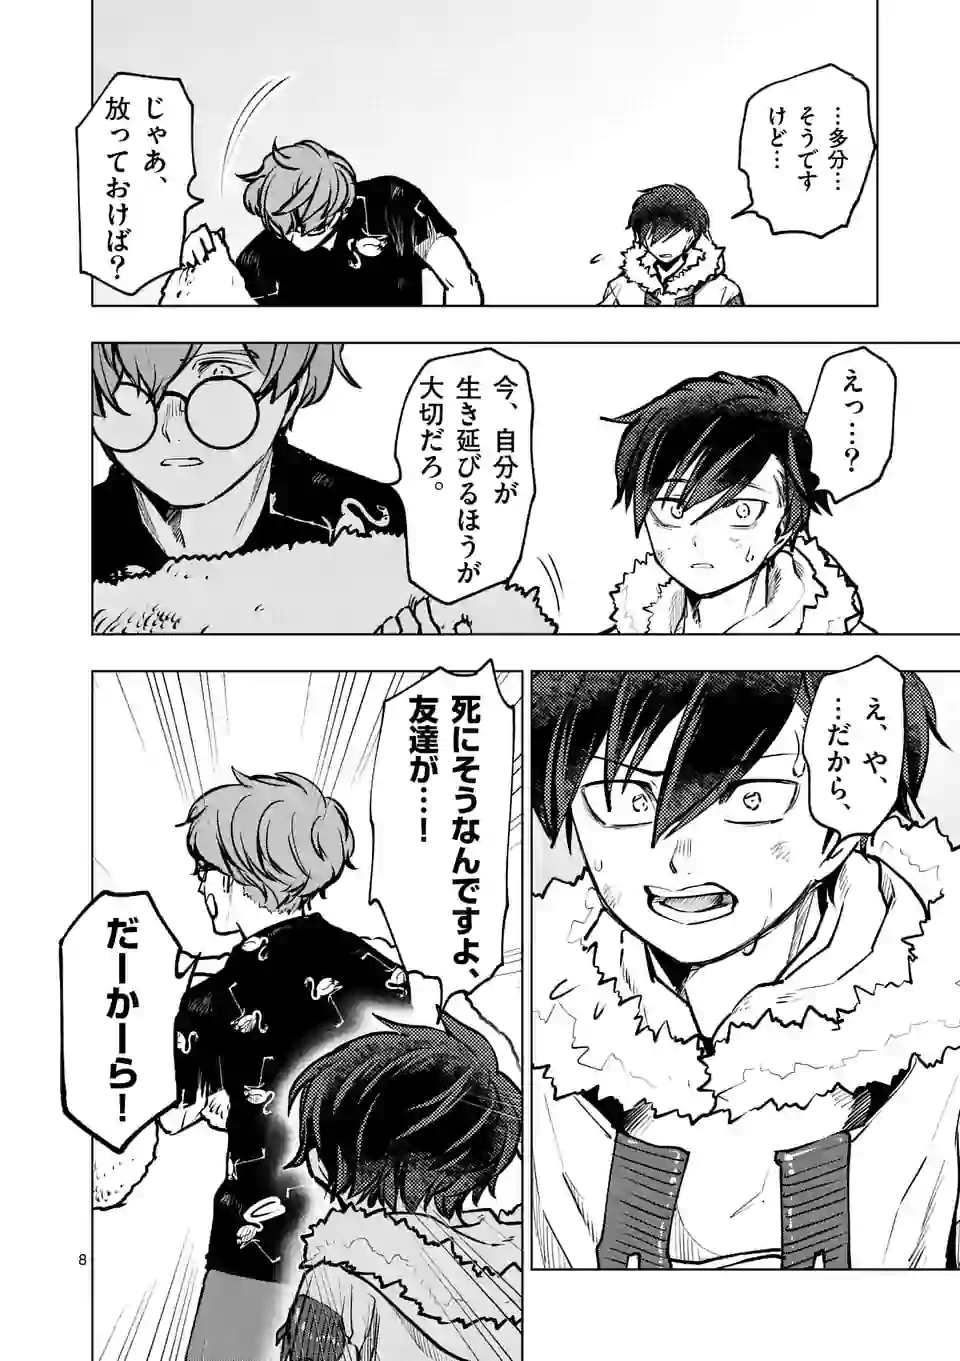 …多分…
そうです
けど…
じゃあ、
放っておけば？
えっ…？
今、自分が
生き延びるほうが
大切だろ。
え、や、
…だから、
死にそうなんですよ、
友達が…！
だーかーら！
8